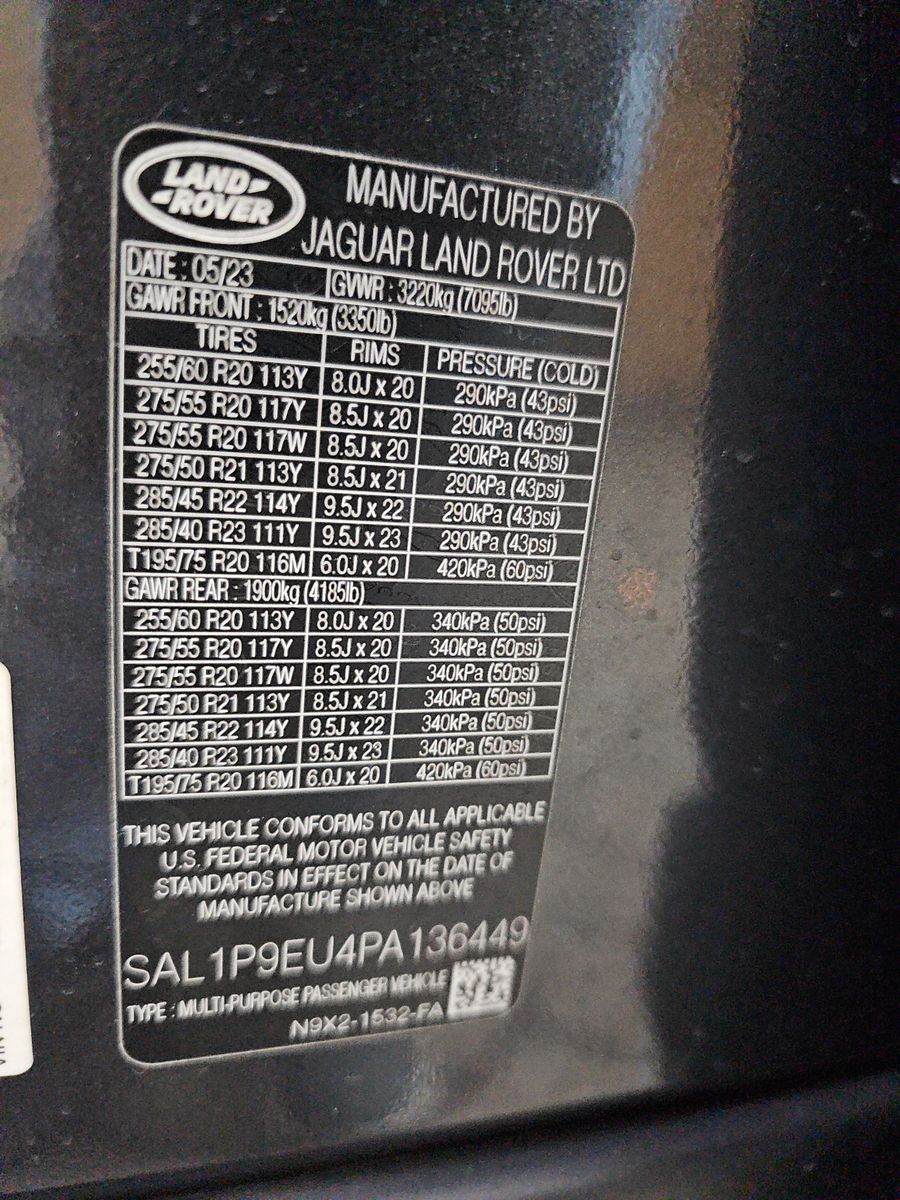 LAND
ROVER
MANUFACTURED BY
JAGUAR LAND ROVER LTD
DATE : 05/23 GVWR : 3220kg (7095lb)
GAWR FRONT : 1520kg (3350lb)
TIRES RIMS PRESSURE (COLD)
255/60 R20 113Y 8.0J x 20 290kPa (43psi)
275/55 R20 117Y 8.5J x 20 290kPa (43psi)
275/55 R20 117W 8.5J x 20 290kPa (43psi)
275/50 R21 113Y 8.5J x 21 290kPa (43psi)
285/45 R22 114Y 9.5J x 22 290kPa (43psi)
285/40 R23 111Y 9.5J x 23 290kPa (43psi)
T195/75 R20 116M 6.0J x 20 420kPa (60psi)
GAWR REAR : 1900kg (4185lb)
255/60 R20 113Y 8.0J x 20 340kPa (50psi)
275/55 R20 117Y 8.5J x 20 340kPa (50psi)
275/55 R20 117W 8.5J x 20 340kPa (50psi)
275/50 R21 113Y 8.5J x 21 340kPa (50psi)
285/45 R22 114Y 9.5J x 22 340kPa (50psi)
285/40 R23 111Y 9.5J x 23 340kPa (50psi)
T195/75 R20 116M 6.0J x 20 420kPa (60psi)
THIS VEHICLE CONFORMS TO ALL APPLICABLE
U.S. FEDERAL MOTOR VEHICLE SAFETY
STANDARDS IN EFFECT ON THE DATE OF
MANUFACTURE SHOWN ABOVE
SAL1P9EU4PA136449
TYPE : MULTI-PURPOSE PASSENGER VEHICLE
N9X2-1532-FA